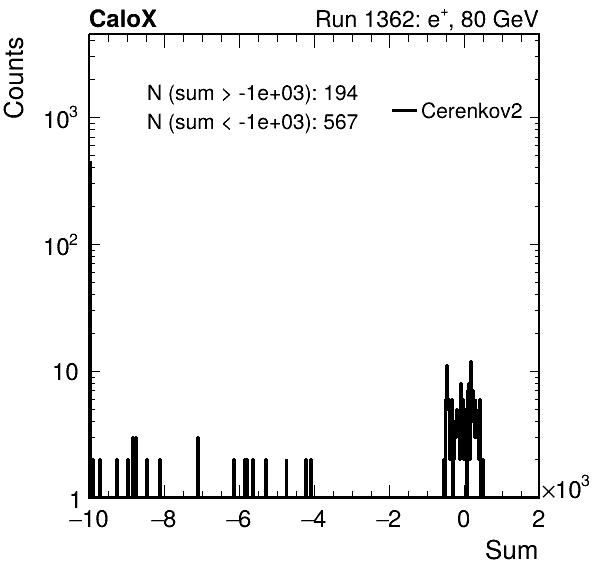 CaloX Run 1362: e⁺, 80 GeV
Counts
N (sum > -1e+03): 194
N (sum < -1e+03): 567
Cerenkov2
10³
10²
10
1
−10 −8 −6 −4 −2 0 2
×10³
Sum